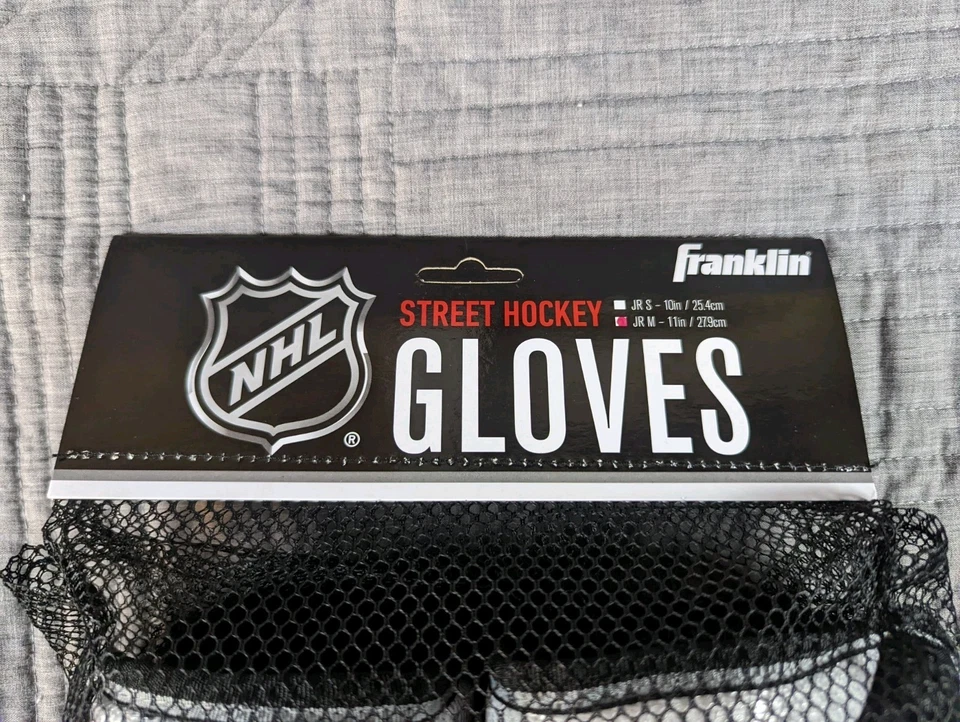 franklin
NHL
®
STREET HOCKEY
JR S - 10in / 25.4cm
JR M - 11in / 27.9cm
GLOVES